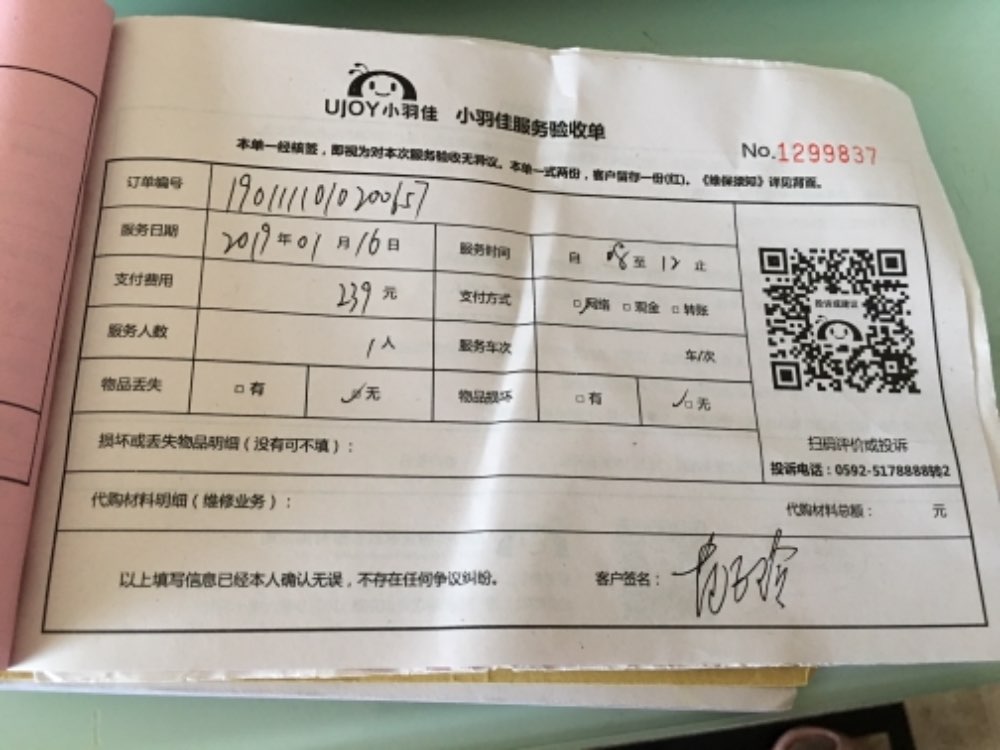 UJOY小羽佳 小羽佳服务验收单
No.1299837
本单一经核签，即视为对本次服务验收无异议。本单一式两份，客户留存一份(红)。《维保须知》详见背面。
订单编号 1901111010200657
服务日期 2019年01月16日 服务时间 自 08 至 12 止
支付费用 239元 支付方式 □网络 □现金 □转账
服务人数 1人 服务车次 车/次
物品丢失 □有 ✓无 物品损坏 □有 ✓□无
投诉或建议
扫码评价或投诉
投诉电话：0592-5178888转2
损坏或丢失物品明细（没有可不填）：
代购材料明细（维修业务）： 代购材料总额： 元
以上填写信息已经本人确认无误，不存在任何争议纠纷。 客户签名：